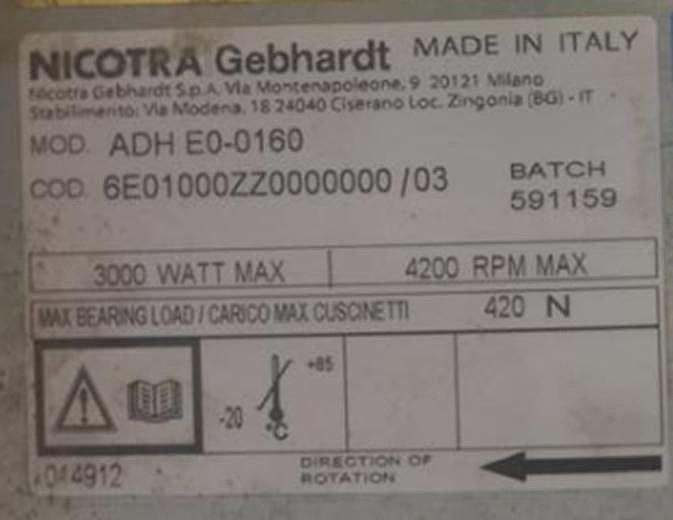 NICOTRA Gebhardt MADE IN ITALY
Nicotra Gebhardt S.p.A. Via Montenapoleone, 9 20121 Milano
Stabilimento: Via Modena, 18 24040 Ciserano Loc. Zingonia (BG) - IT
MOD. ADH E0-0160
COD. 6E01000ZZ0000000 /03
BATCH
591159
3000 WATT MAX 4200 RPM MAX
MAX BEARING LOAD / CARICO MAX CUSCINETTI 420 N
+85
-20
°C
044912
DIRECTION OF
ROTATION